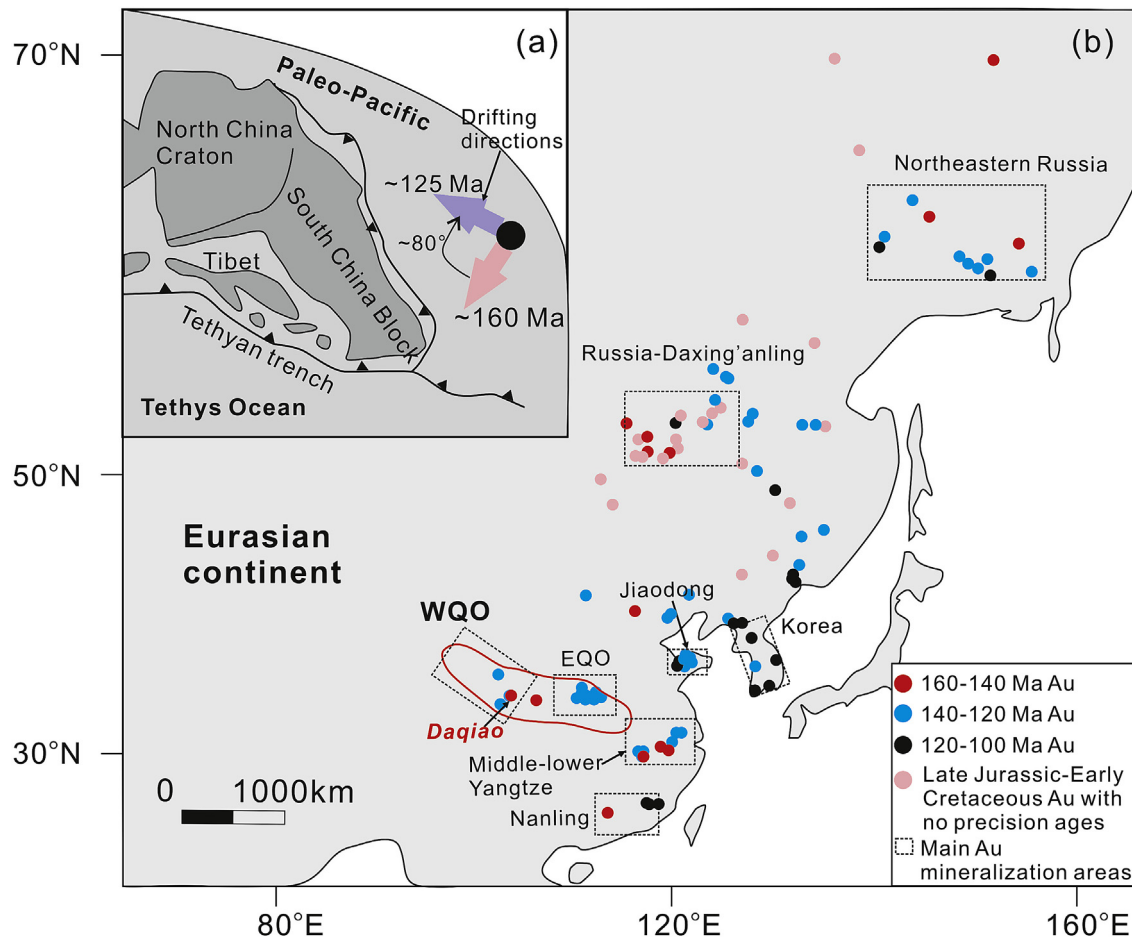 (a)
(b)
70°N
50°N
30°N
80°E
120°E
160°E
Paleo-Pacific
North China
Craton
Drifting
directions
~125 Ma
~80°
~160 Ma
South China Block
Tibet
Tethyan trench
Tethys Ocean
Northeastern Russia
Russia-Daxing'anling
Eurasian
continent
Jiaodong
WQO
EQO
Korea
Daqiao
Middle-lower
Yangtze
Nanling
0 1000km
160-140 Ma Au
140-120 Ma Au
120-100 Ma Au
Late Jurassic-Early
Cretaceous Au with
no precision ages
Main Au
mineralization areas